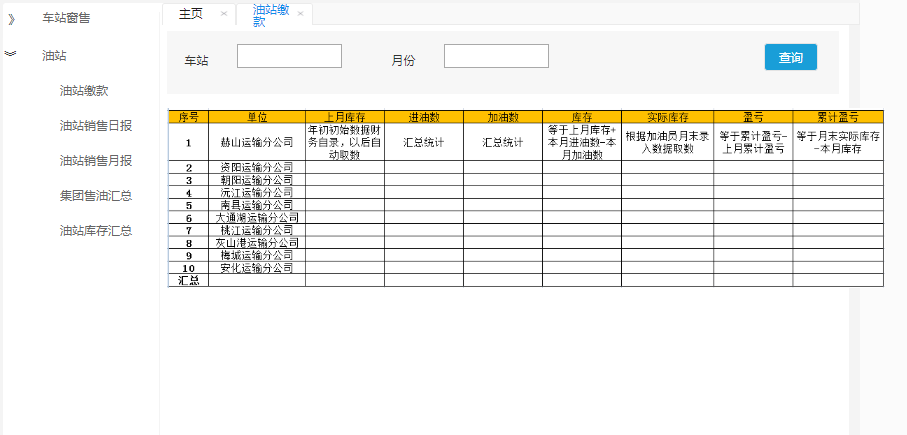 》 车站窗售
主页 ×
油站缴
款 ×
︾ 油站
油站缴款
油站销售日报
油站销售月报
集团售油汇总
油站库存汇总
车站
月份
查询
序号 单位 上月库存 进油数 加油数 库存 实际库存 盈亏 累计盈亏
1 赫山运输分公司 年初初始数据财
务自录，以后自
动取数 汇总统计 汇总统计 等于上月库存+
本月进油数-本
月加油数 根据加油员月末录
入数据取数 等于累计盈亏-
上月累计盈亏 等于月末实际库存
-本月库存
2 资阳运输分公司
3 朝阳运输分公司
4 沅江运输分公司
5 南县运输分公司
6 大通湖运输分公司
7 桃江运输分公司
8 灰山港运输分公司
9 梅城运输分公司
10 安化运输分公司
汇总